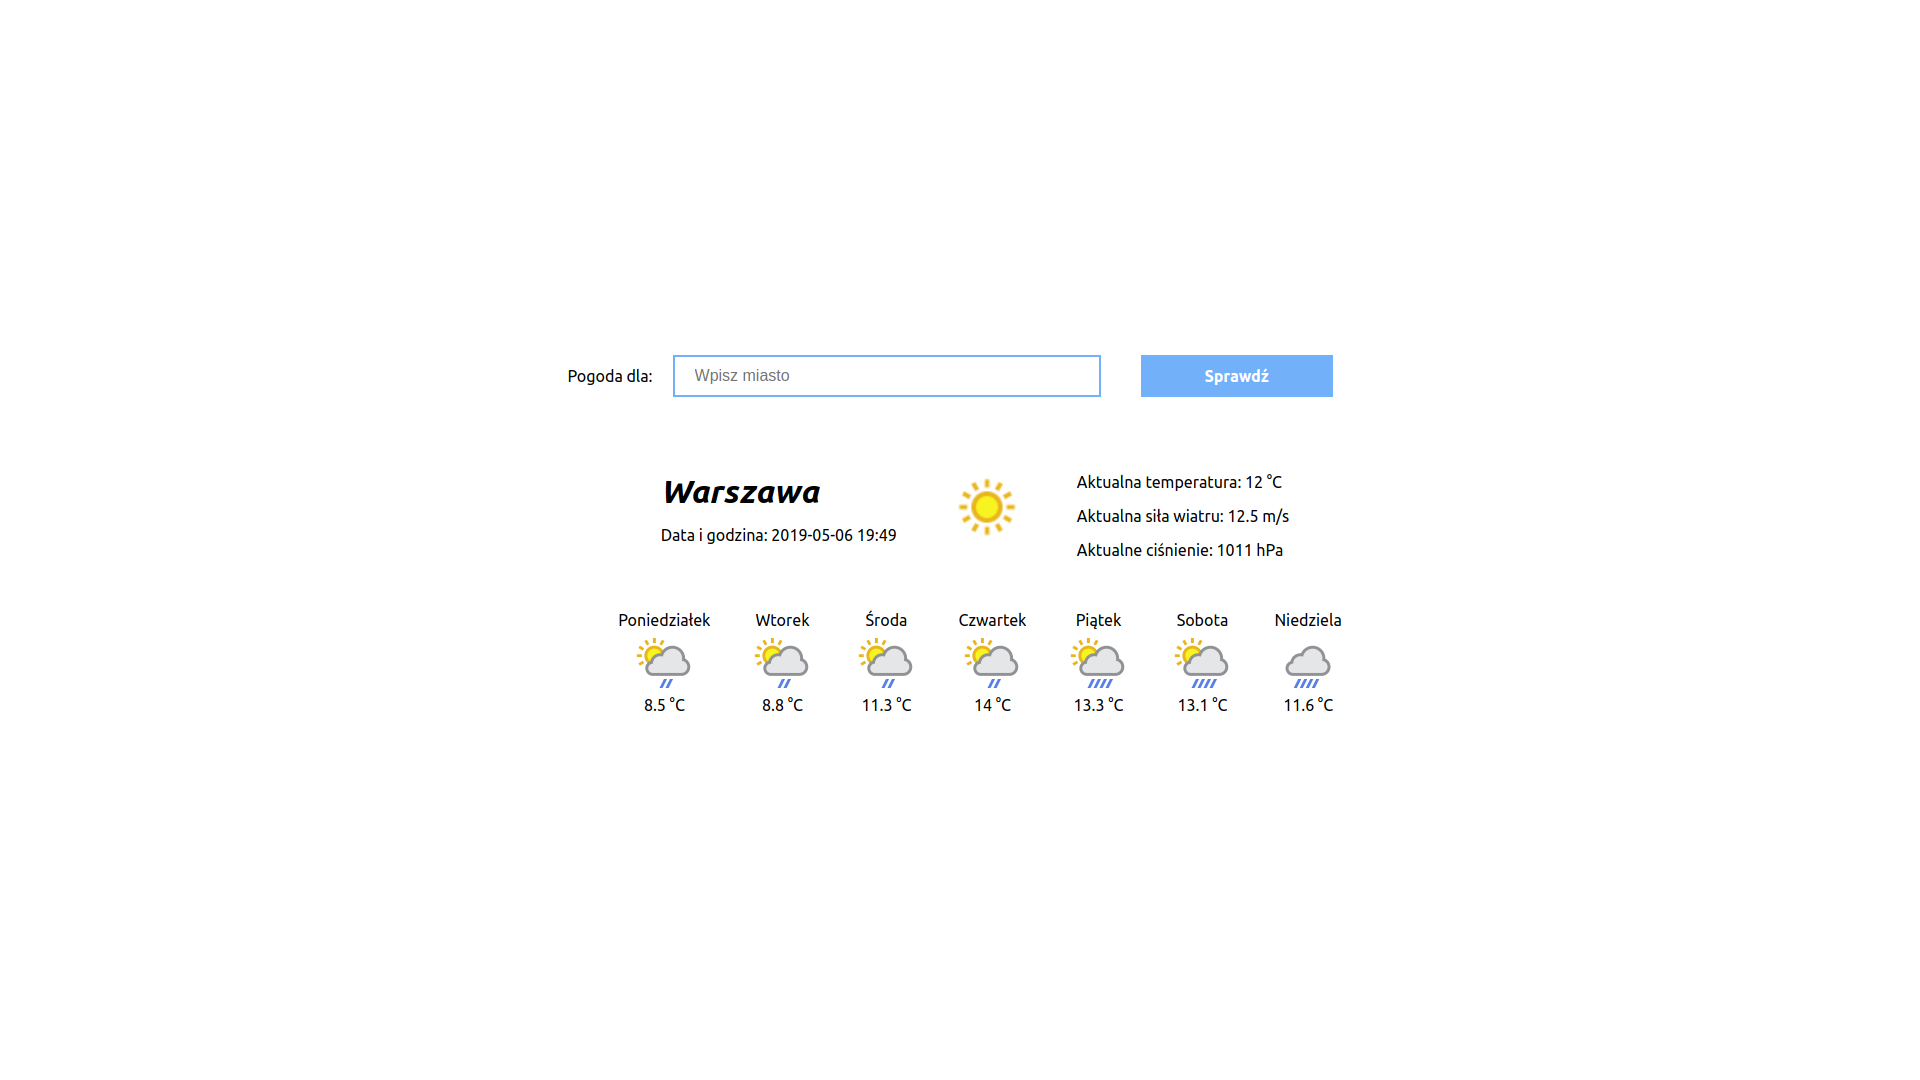 Pogoda dla: Wpisz miasto Sprawdź
Warszawa
Data i godzina: 2019-05-06 19:49
Aktualna temperatura: 12 °C
Aktualna siła wiatru: 12.5 m/s
Aktualne ciśnienie: 1011 hPa
Poniedziałek Wtorek Środa Czwartek Piątek Sobota Niedziela
8.5 °C 8.8 °C 11.3 °C 14 °C 13.3 °C 13.1 °C 11.6 °C